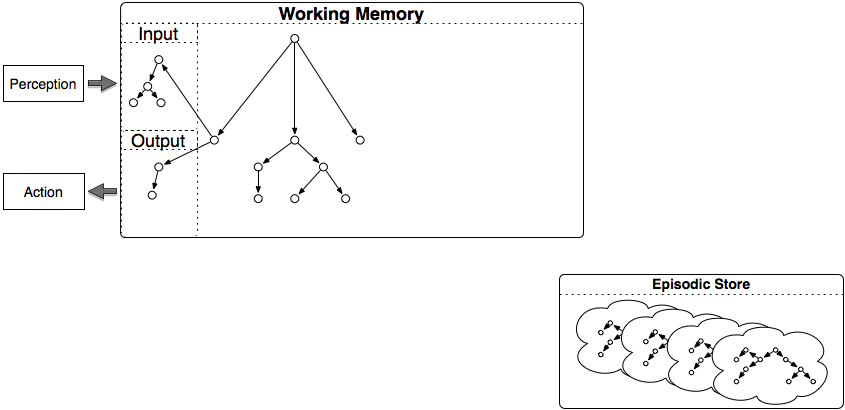 Working Memory
Input
Perception
Output
Action
Episodic Store